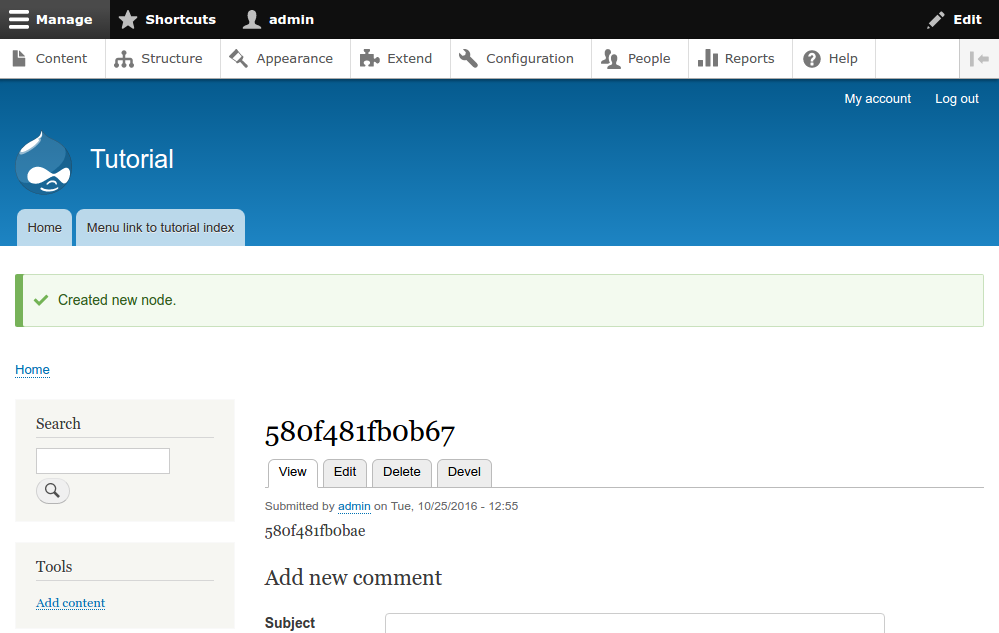 Manage Shortcuts admin Edit
Content Structure Appearance Extend Configuration People Reports Help
My account Log out
Tutorial
Home Menu link to tutorial index
Created new node.
Home
Search
580f481fb0b67
View Edit Delete Devel
Submitted by admin on Tue, 10/25/2016 - 12:55
580f481fb0bae
Tools
Add content
Add new comment
Subject